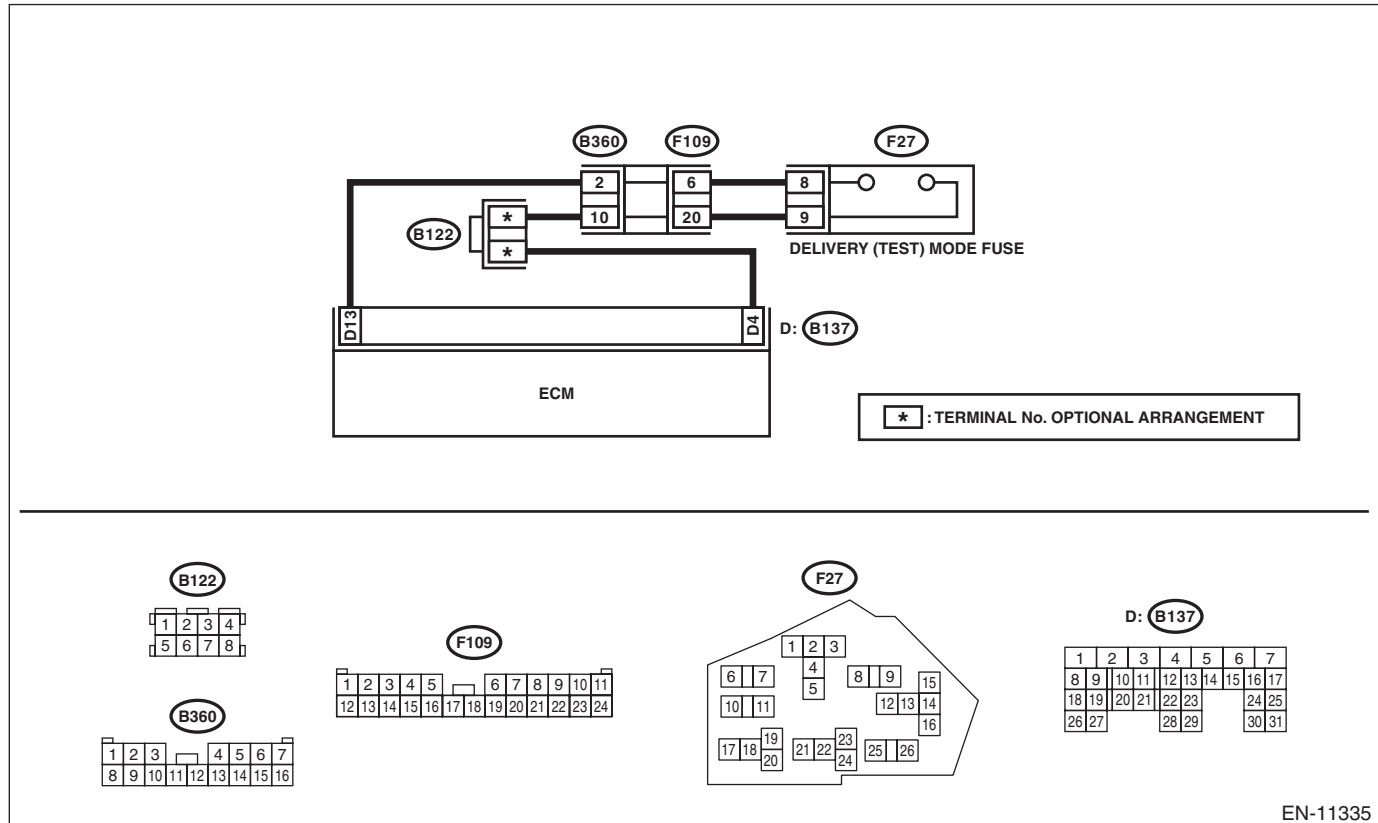 B360 F109 F27
2 6 8
B122 * 10 20 9
*
DELIVERY (TEST) MODE FUSE
D13 D4 D: B137
ECM
* : TERMINAL No. OPTIONAL ARRANGEMENT
B122
1 2 3 4
5 6 7 8
B360
1 2 3 4 5 6 7
8 9 10 11 12 13 14 15 16
F109
1 2 3 4 5 6 7 8 9 10 11
12 13 14 15 16 17 18 19 20 21 22 23 24
F27
1 2 3
4
5
6 7
8 9
10 11
15
12 13 14
16
17 18 19
20
21 22 23
24
25 26
D: B137
1 2 3 4 5 6 7
8 9 10 11 12 13 14 15 16 17
18 19 20 21 22 23 24 25
26 27 28 29 30 31
EN-11335